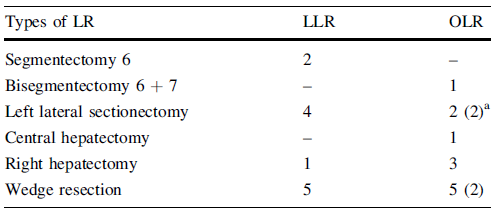 Types of LR LLR OLR
Segmentectomy 6 2 –
Bisegmentectomy 6 + 7 – 1
Left lateral sectionectomy 4 2 (2)a
Central hepatectomy – 1
Right hepatectomy 1 3
Wedge resection 5 5 (2)